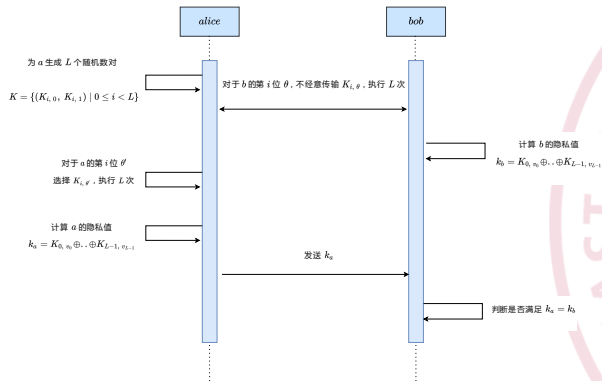 alice
bob
为 a 生成 L 个随机数对
K = {(K_{i,0}, K_{i,1}) | 0 ≤ i < L}
对于 b 的第 i 位 θ，不经意传输 K_{i,θ}，执行 L 次
计算 b 的隐私值
k_b = K_{0,v_0}⊕..⊕K_{L−1,v_{L−1}}
对于 a 的第 i 位 θ'
选择 K_{i,θ'}，执行 L 次
计算 a 的隐私值
k_a = K_{0,v_0}⊕..⊕K_{L−1,v_{L−1}}
发送 k_a
判断是否满足 k_a = k_b